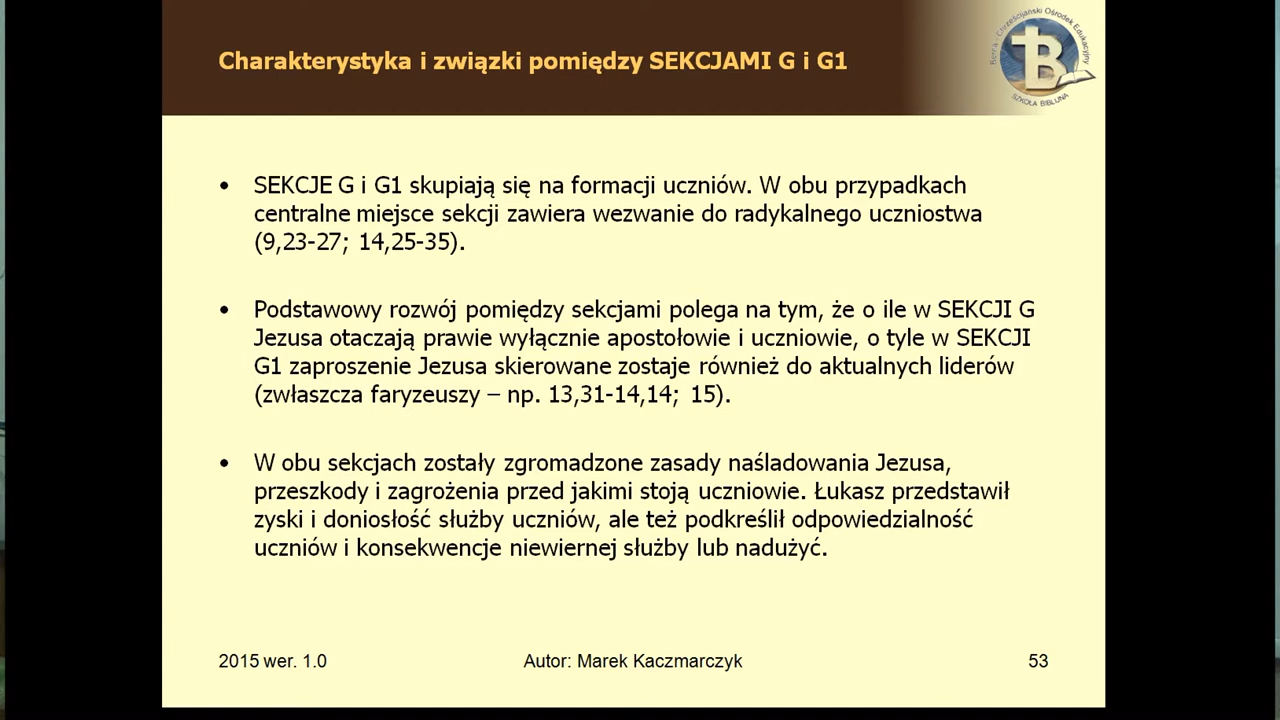 Charakterystyka i związki pomiędzy SEKCJAMI G i G1
Berea - Chrześcijański Ośrodek Edukacyjny
SZKOŁA BIBLIJNA
• SEKCJE G i G1 skupiają się na formacji uczniów. W obu przypadkach
centralne miejsce sekcji zawiera wezwanie do radykalnego uczniostwa
(9,23-27; 14,25-35).
• Podstawowy rozwój pomiędzy sekcjami polega na tym, że o ile w SEKCJI G
Jezusa otaczają prawie wyłącznie apostołowie i uczniowie, o tyle w SEKCJI
G1 zaproszenie Jezusa skierowane zostaje również do aktualnych liderów
(zwłaszcza faryzeuszy – np. 13,31-14,14; 15).
• W obu sekcjach zostały zgromadzone zasady naśladowania Jezusa,
przeszkody i zagrożenia przed jakimi stoją uczniowie. Łukasz przedstawił
zyski i doniosłość służby uczniów, ale też podkreślił odpowiedzialność
uczniów i konsekwencje niewiernej służby lub nadużyć.
2015 wer. 1.0
Autor: Marek Kaczmarczyk
53